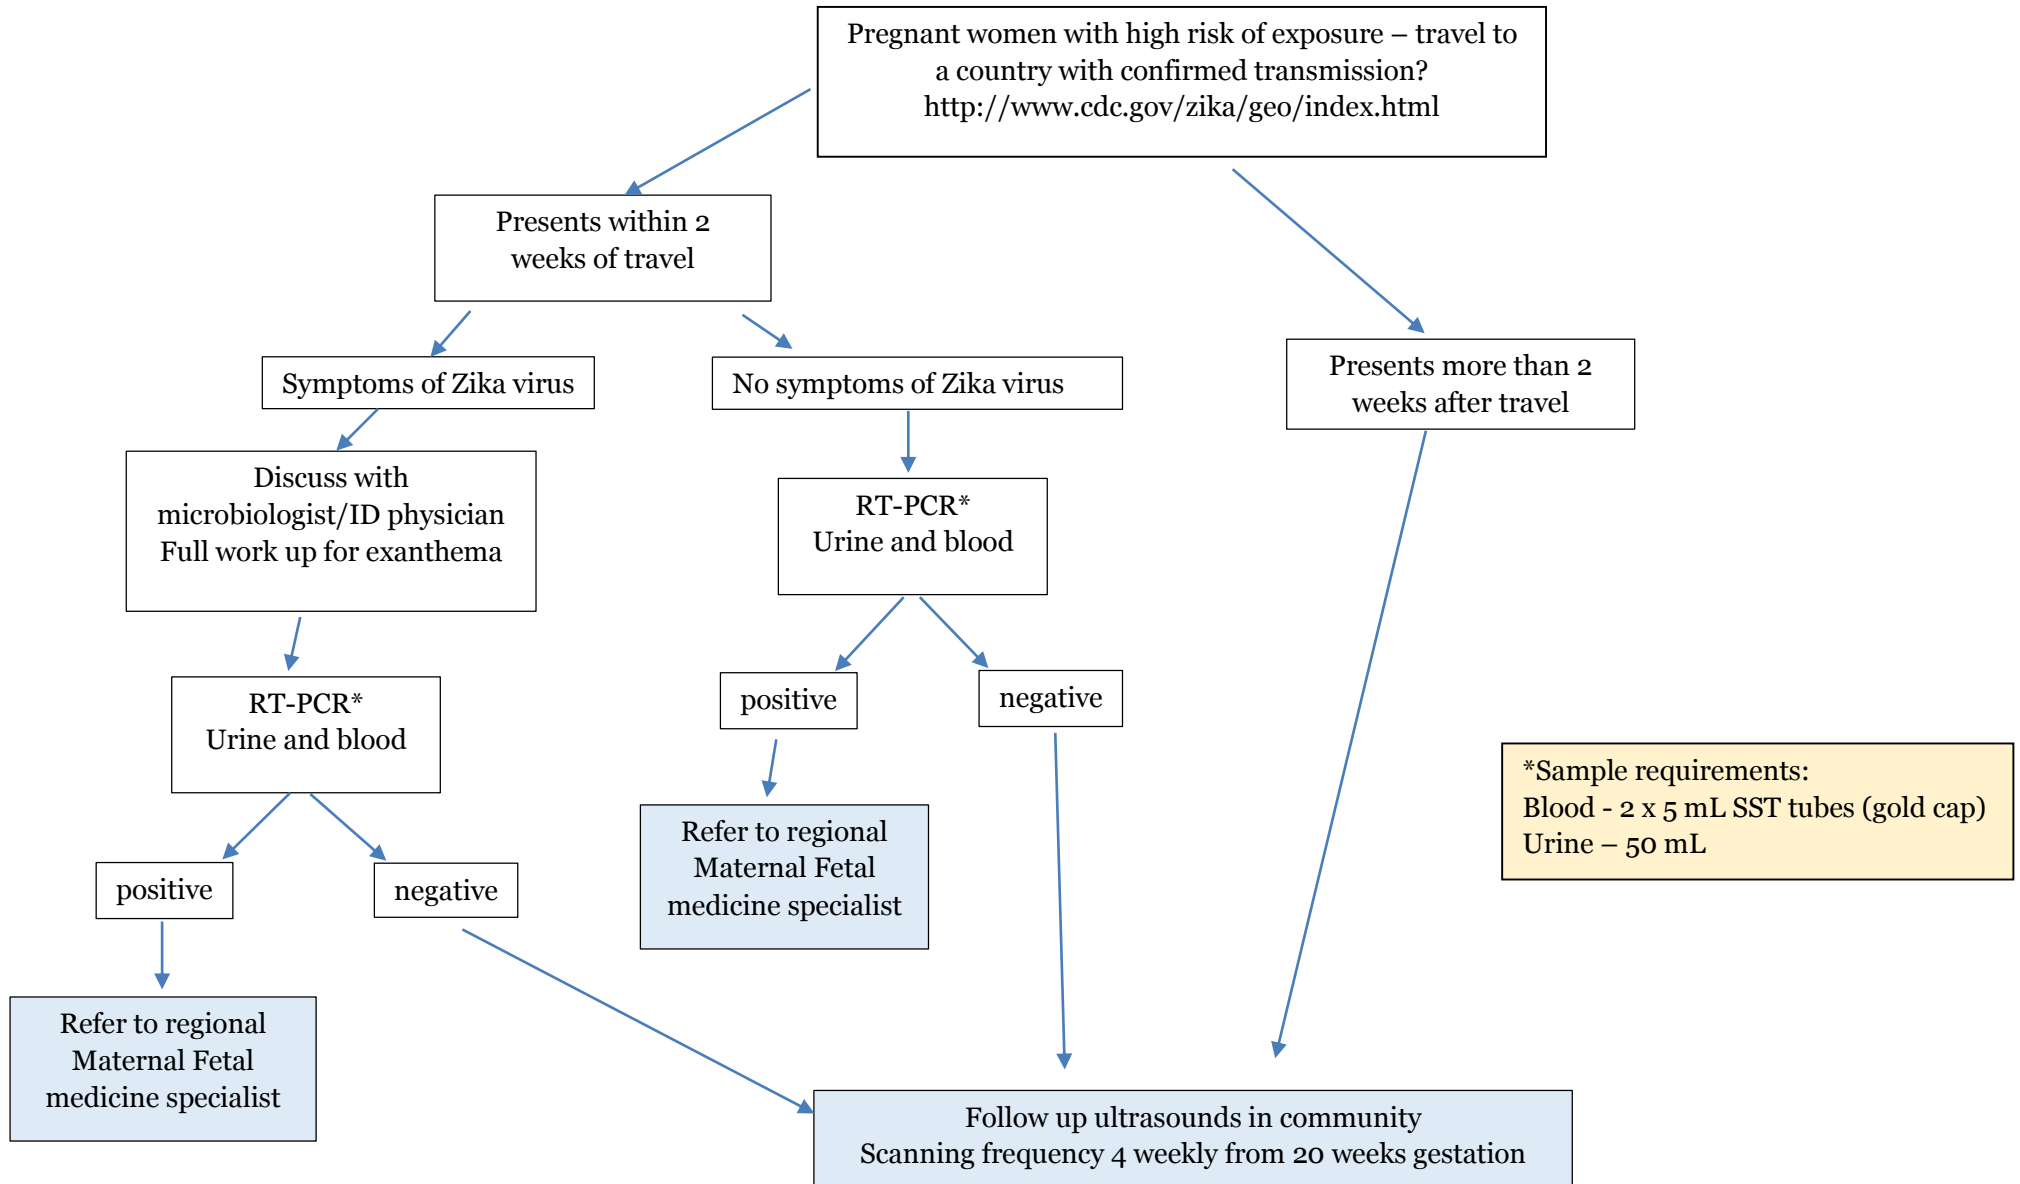 Pregnant women with high risk of exposure – travel to
a country with confirmed transmission?
http://www.cdc.gov/zika/geo/index.html
Presents within 2
weeks of travel
Presents more than 2
weeks after travel
Symptoms of Zika virus
No symptoms of Zika virus
Discuss with
microbiologist/ID physician
Full work up for exanthema
RT-PCR*
Urine and blood
RT-PCR*
Urine and blood
positive
negative
positive
negative
Refer to regional
Maternal Fetal
medicine specialist
Refer to regional
Maternal Fetal
medicine specialist
*Sample requirements:
Blood - 2 x 5 mL SST tubes (gold cap)
Urine – 50 mL
Follow up ultrasounds in community
Scanning frequency 4 weekly from 20 weeks gestation